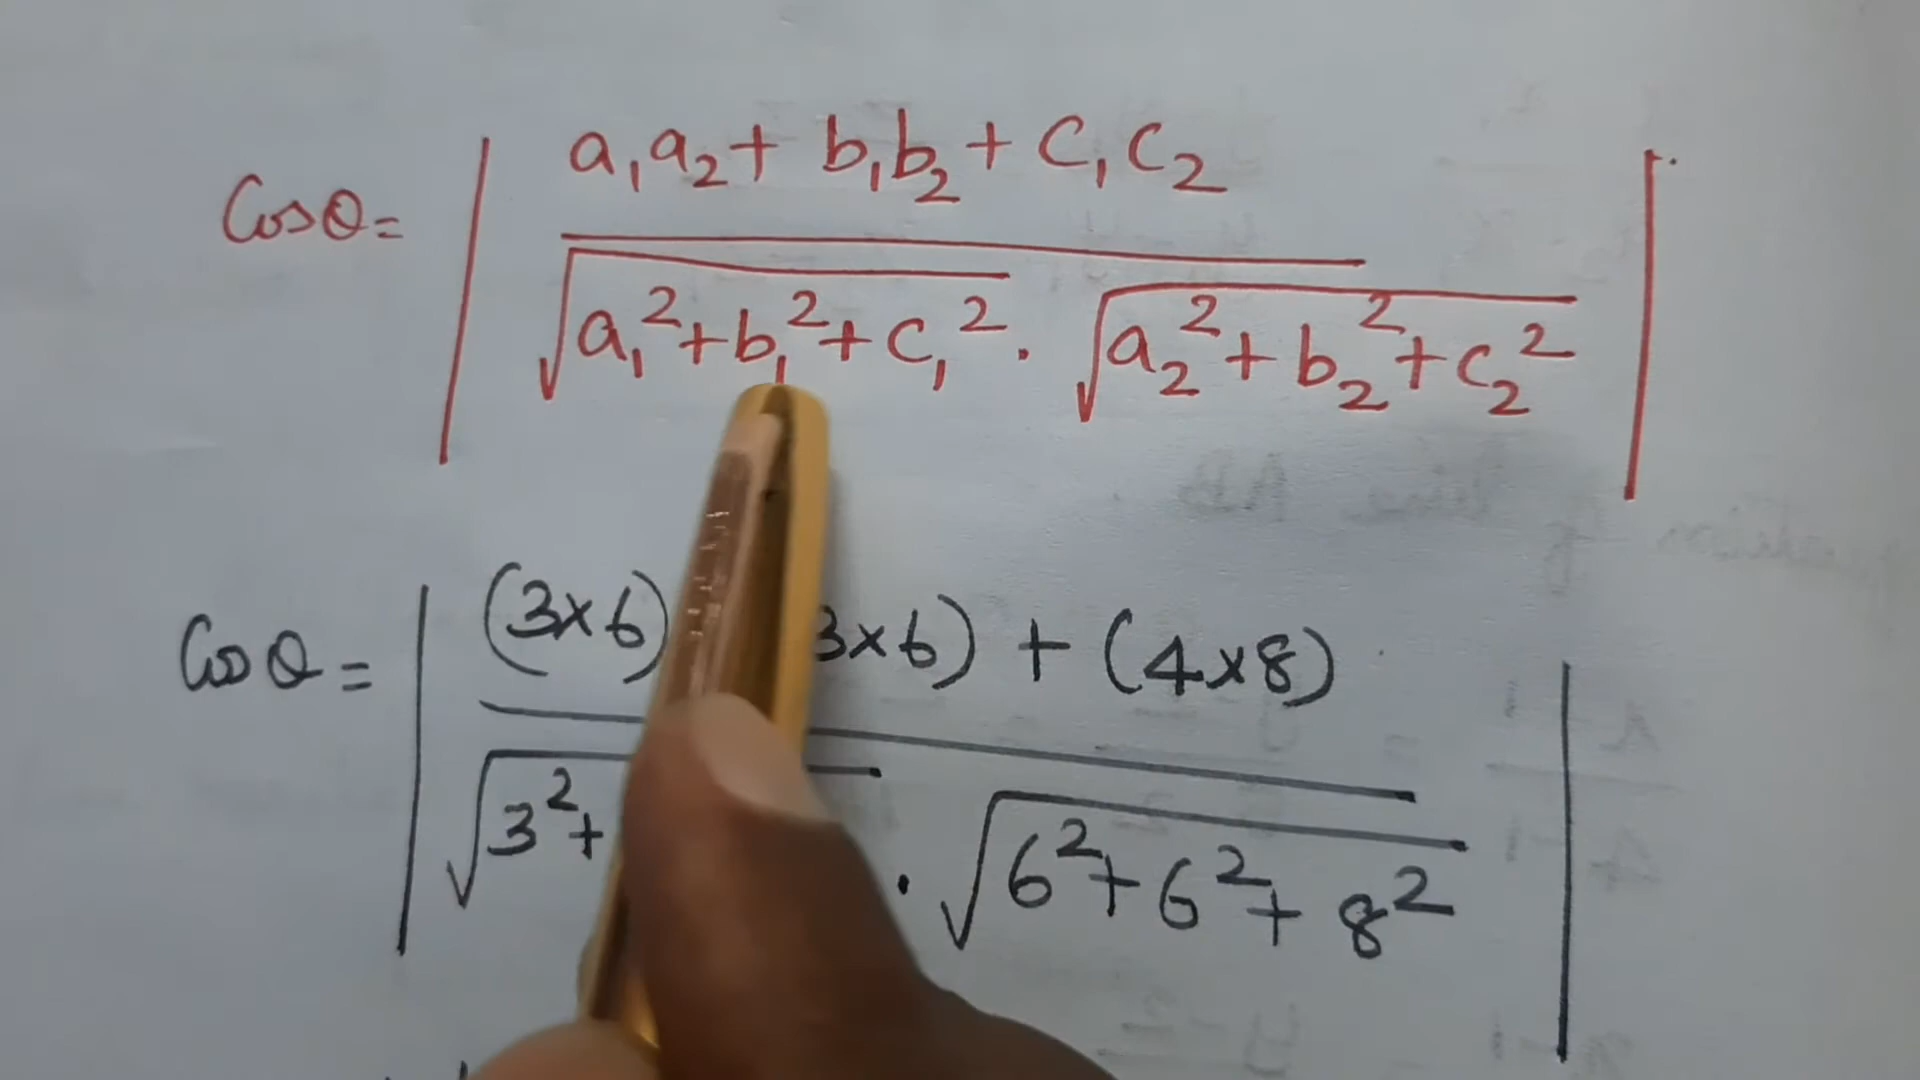 Cosθ = | a₁a₂ + b₁b₂ + c₁c₂ |
√a₁² + b₁² + c₁² . √a₂² + b₂² + c₂²
Cosθ = | (3×6) 3×6) + (4×8) |
√3² + . √6² + 6² + 8²